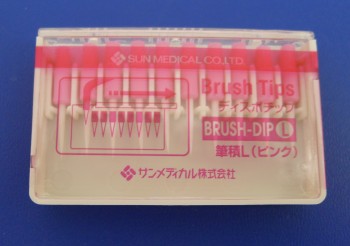 SUN MEDICAL CO.,LTD.
Brush Tips
ディスポチップ
BRUSH-DIP L
筆積L(ピンク)
サンメディカル株式会社